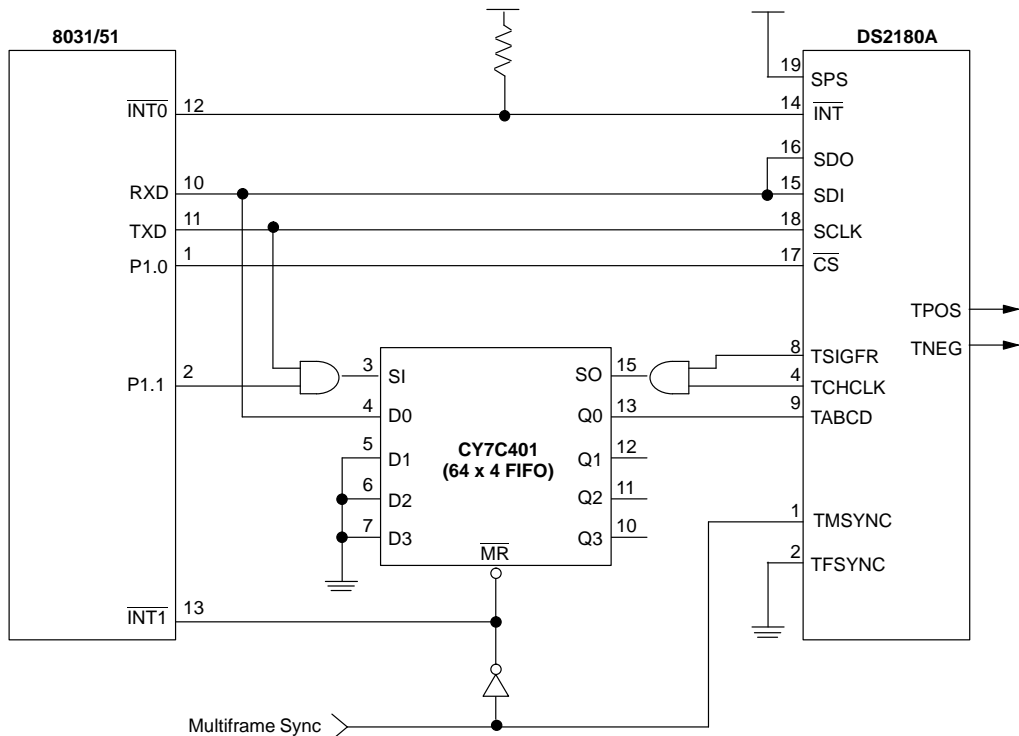 8031/51
DS2180A
19
SPS
INT0
12
14
INT
16
SDO
RXD
10
15
SDI
TXD
11
18
SCLK
P1.0
1
17
CS
TPOS
8
TSIGFR
TNEG
3
SI
SO
15
P1.1
2
4
TCHCLK
4
D0
Q0
13
9
TABCD
5
D1
CY7C401
(64 x 4 FIFO)
Q1
12
6
D2
Q2
11
7
D3
Q3
10
1
TMSYNC
MR
2
TFSYNC
INT1
13
Multiframe Sync